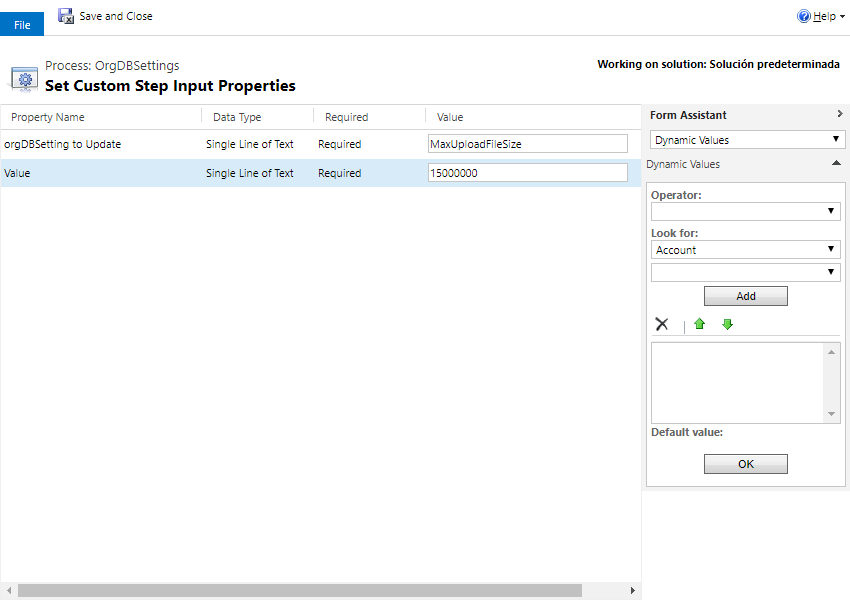 File
Save and Close
Help
Process: OrgDBSettings
Set Custom Step Input Properties
Working on solution: Solución predeterminada
Property Name Data Type Required Value
orgDBSetting to Update Single Line of Text Required MaxUploadFileSize
Value Single Line of Text Required 15000000
Form Assistant
Dynamic Values
Dynamic Values
Operator:
Look for:
Account
Add
Default value:
OK